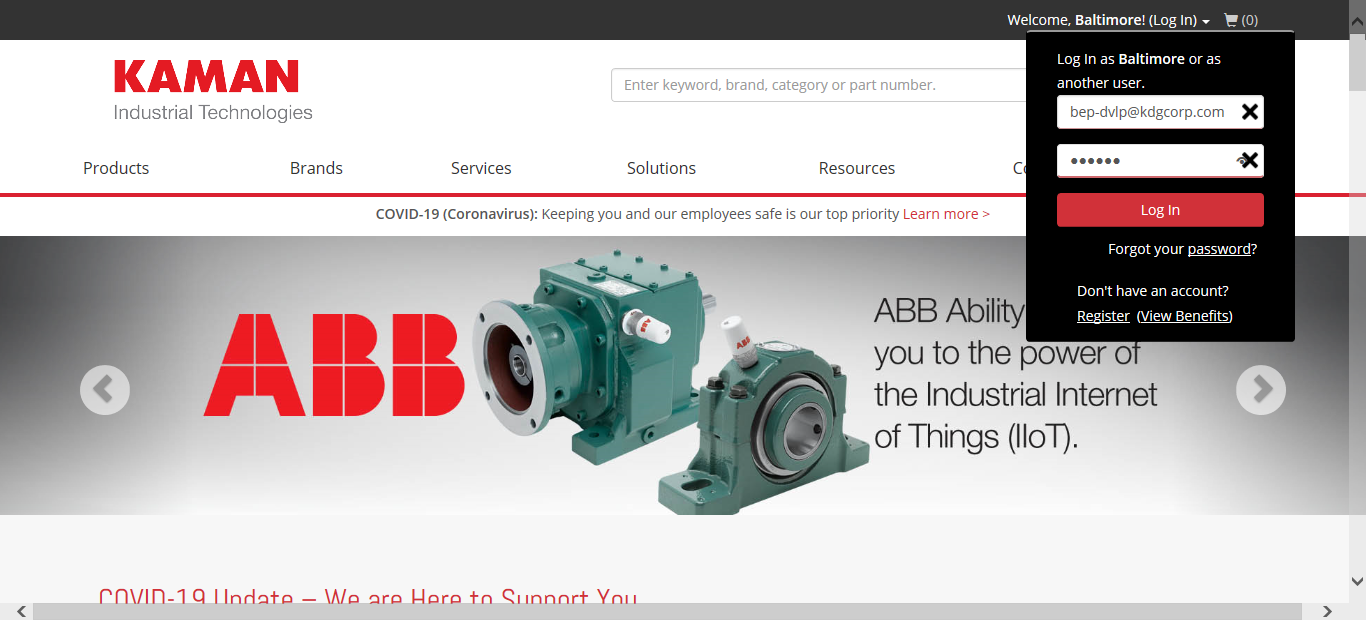 Welcome, Baltimore! (Log In) (0)
KAMAN
Industrial Technologies
Enter keyword, brand, category or part number.
Log In as Baltimore or as
another user.
bep-dvlp@kdgcorp.com
••••••
Log In
Forgot your password?
Don't have an account?
Register (View Benefits)
Products Brands Services Solutions Resources
COVID-19 (Coronavirus): Keeping you and our employees safe is our top priority Learn more >
ABB
ABB
ABB
ABB Ability
you to the power of
the Industrial Internet
of Things (IIoT).
COVID-19 Update – We are Here to Support You